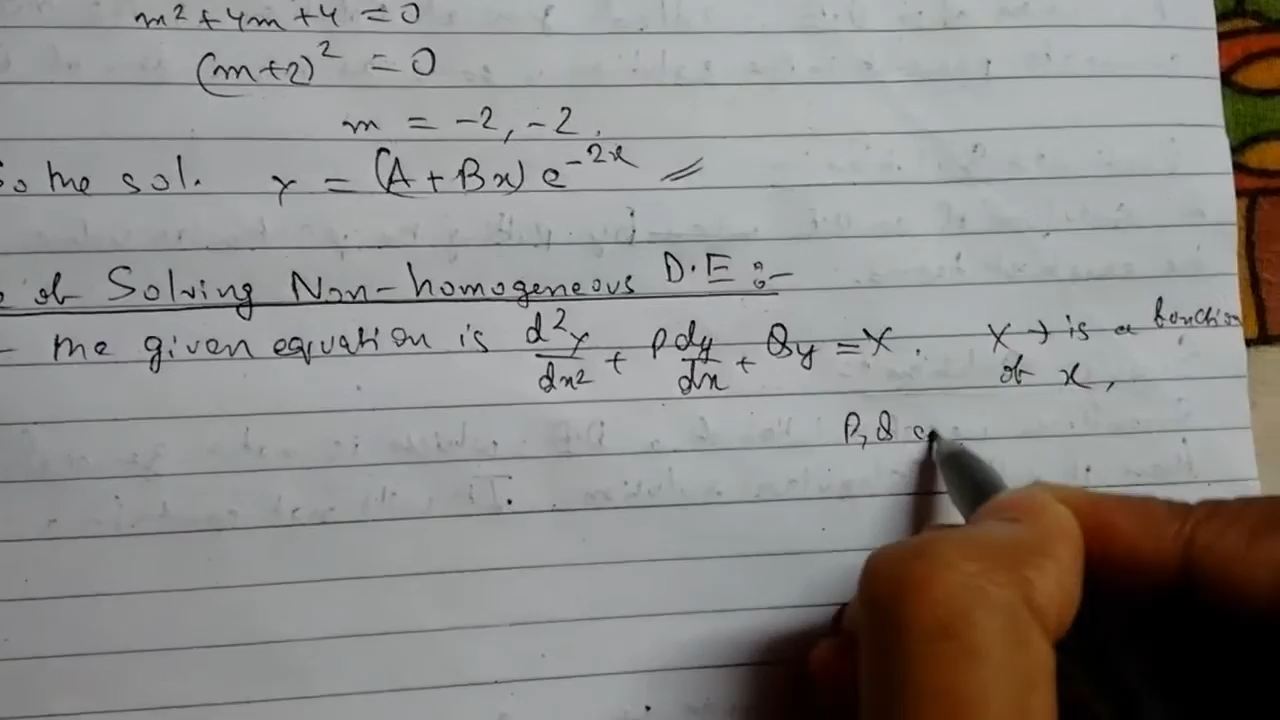 m² + 4m + 4 = 0
(m+2)² = 0
m = -2, -2.
So the sol. y = (A + Bx) e^{-2x}
of Solving Non-homogeneous D.E :-
the given equation is d²y/dx² + P dy/dx + Qy = X. X → is a function
of x,
P, Q